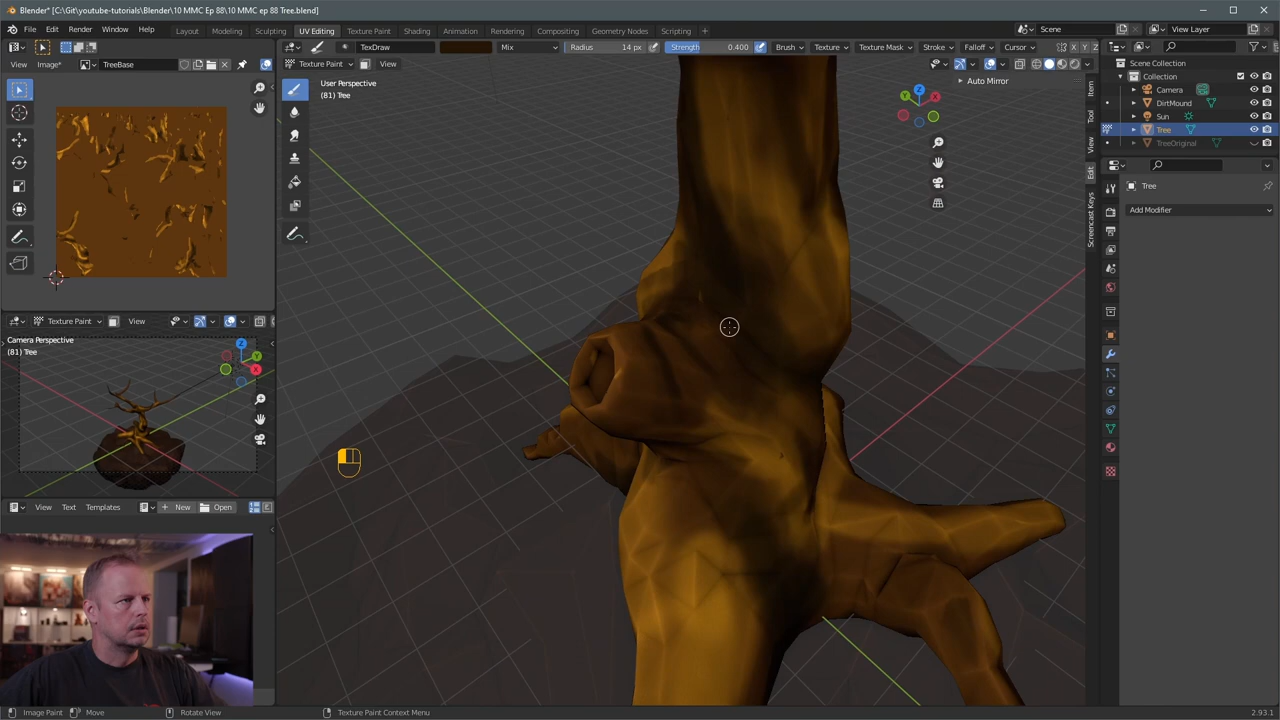 Blender* [C:\Git\youtube-tutorials\Blender\10 MMC Ep 88\10 MMC ep 88 Tree.blend]
File Edit Render Window Help Layout Modeling Sculpting UV Editing Texture Paint Shading Animation Rendering Compositing Geometry Nodes Scripting Scene View Layer
TexDraw Mix Radius 14 px Strength 0.400 Brush Texture Texture Mask Stroke Falloff Cursor X Y Z
View Image* TreeBase Texture Paint View
User Perspective
(81) Tree
Auto Mirror
Item
Tool
View
Edit
Screencast Keys
Scene Collection
Collection
Camera
DirtMound
Sun
Tree
TreeOriginal
Tree
Add Modifier
Texture Paint View
Camera Perspective
(81) Tree
View Text Templates New Open
Image Paint Move Rotate View Texture Paint Context Menu 2.93.1